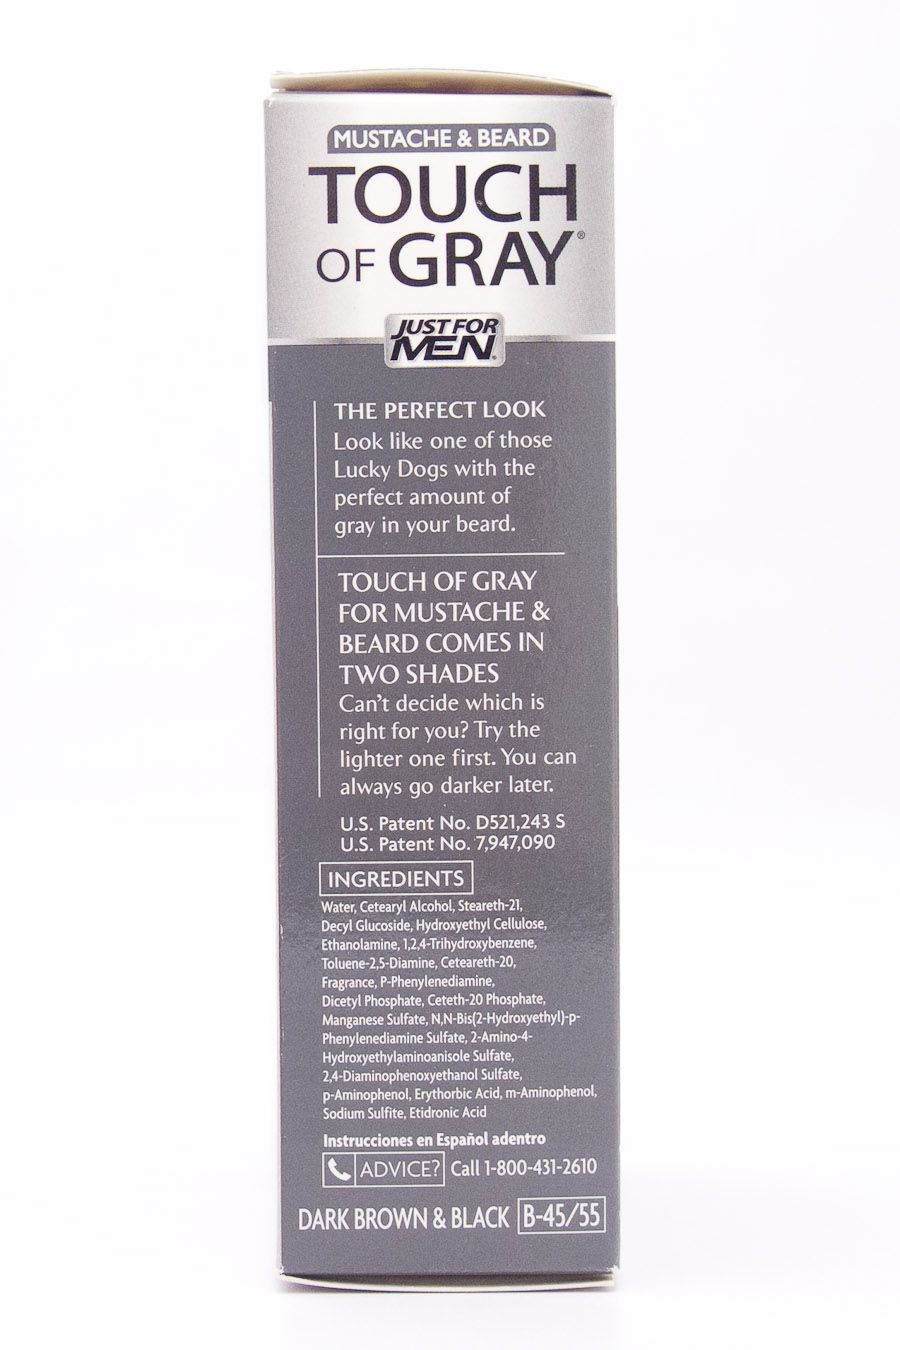 MUSTACHE & BEARD
TOUCH
OF GRAY®
JUST FOR
MEN®
THE PERFECT LOOK
Look like one of those
Lucky Dogs with the
perfect amount of
gray in your beard.
TOUCH OF GRAY
FOR MUSTACHE &
BEARD COMES IN
TWO SHADES
Can't decide which is
right for you? Try the
lighter one first. You can
always go darker later.
U.S. Patent No. D521,243 S
U.S. Patent No. 7,947,090
INGREDIENTS
Water, Cetearyl Alcohol, Steareth-21,
Decyl Glucoside, Hydroxyethyl Cellulose,
Ethanolamine, 1,2,4-Trihydroxybenzene,
Toluene-2,5-Diamine, Ceteareth-20,
Fragrance, P-Phenylenediamine,
Dicetyl Phosphate, Ceteth-20 Phosphate,
Manganese Sulfate, N,N-Bis(2-Hydroxyethyl)-p-
Phenylenediamine Sulfate, 2-Amino-4-
Hydroxyethylaminoanisole Sulfate,
2,4-Diaminophenoxyethanol Sulfate,
p-Aminophenol, Erythorbic Acid, m-Aminophenol,
Sodium Sulfite, Etidronic Acid
Instrucciones en Español adentro
ADVICE? Call 1-800-431-2610
DARK BROWN & BLACK B-45/55